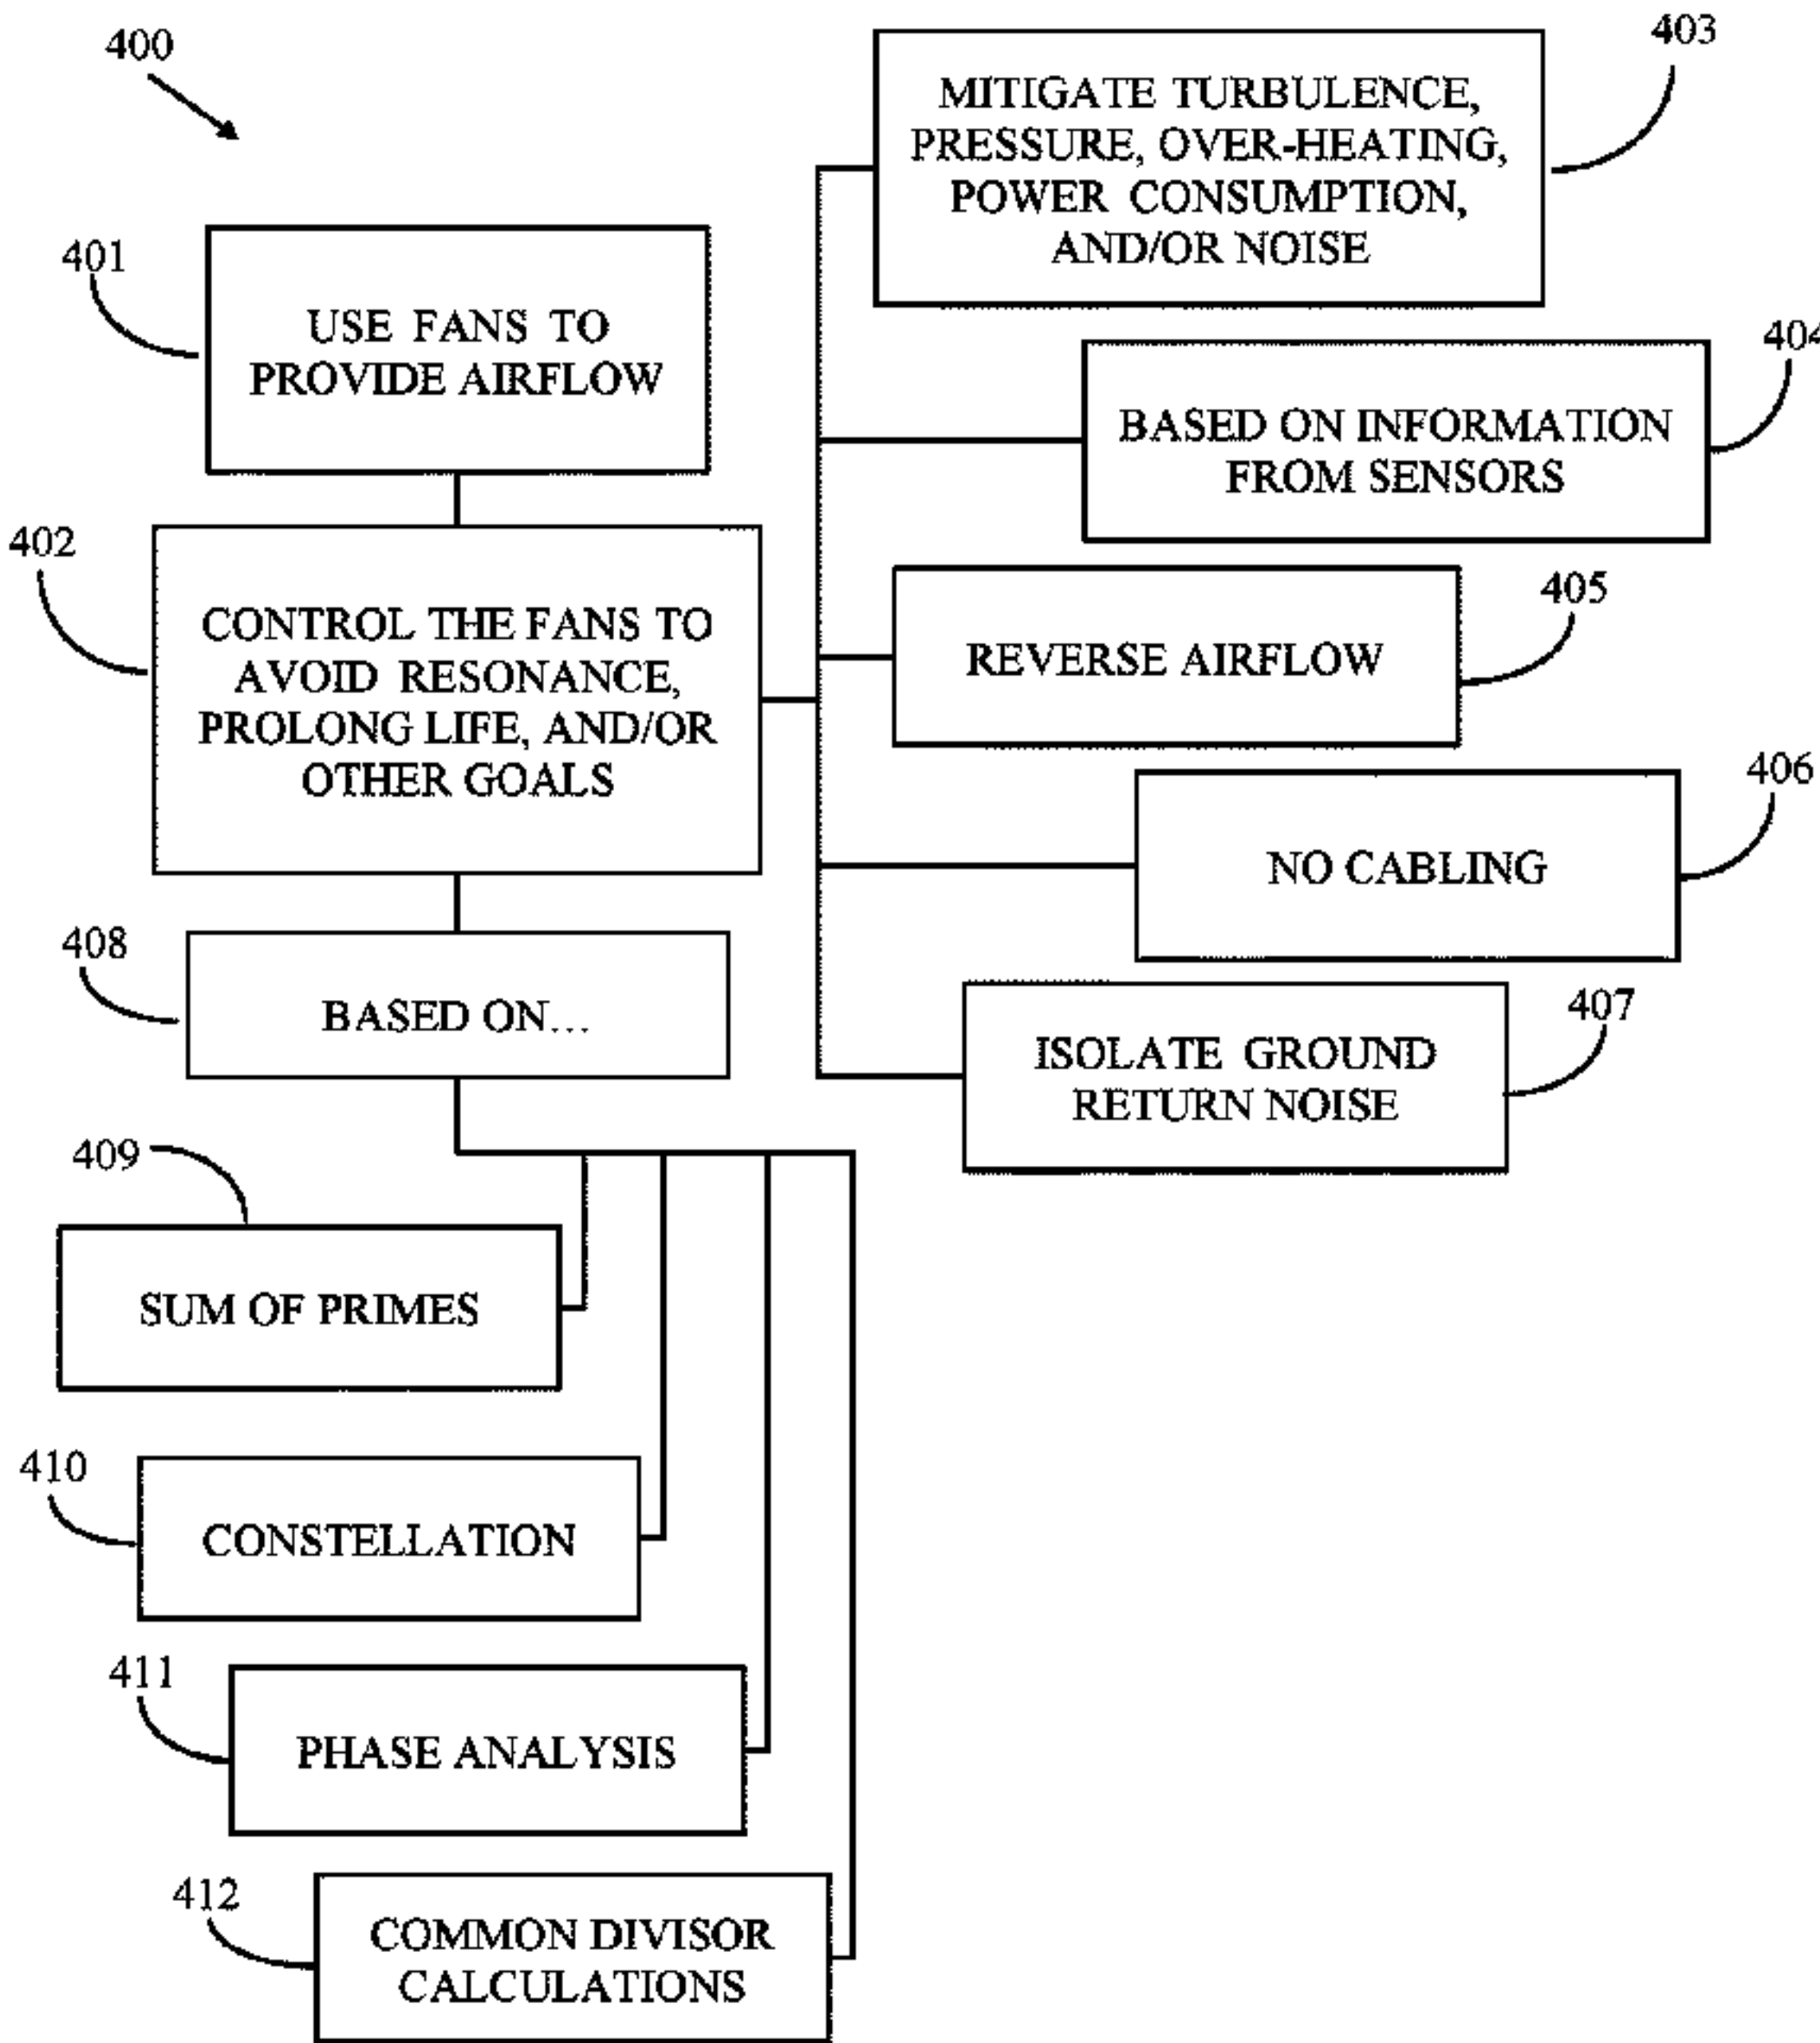 400
401
USE FANS TO
PROVIDE AIRFLOW
402
CONTROL THE FANS TO
AVOID RESONANCE,
PROLONG LIFE, AND/OR
OTHER GOALS
403
MITIGATE TURBULENCE,
PRESSURE, OVER-HEATING,
POWER CONSUMPTION,
AND/OR NOISE
404
BASED ON INFORMATION
FROM SENSORS
405
REVERSE AIRFLOW
406
NO CABLING
407
ISOLATE GROUND
RETURN NOISE
408
BASED ON...
409
SUM OF PRIMES
410
CONSTELLATION
411
PHASE ANALYSIS
412
COMMON DIVISOR
CALCULATIONS